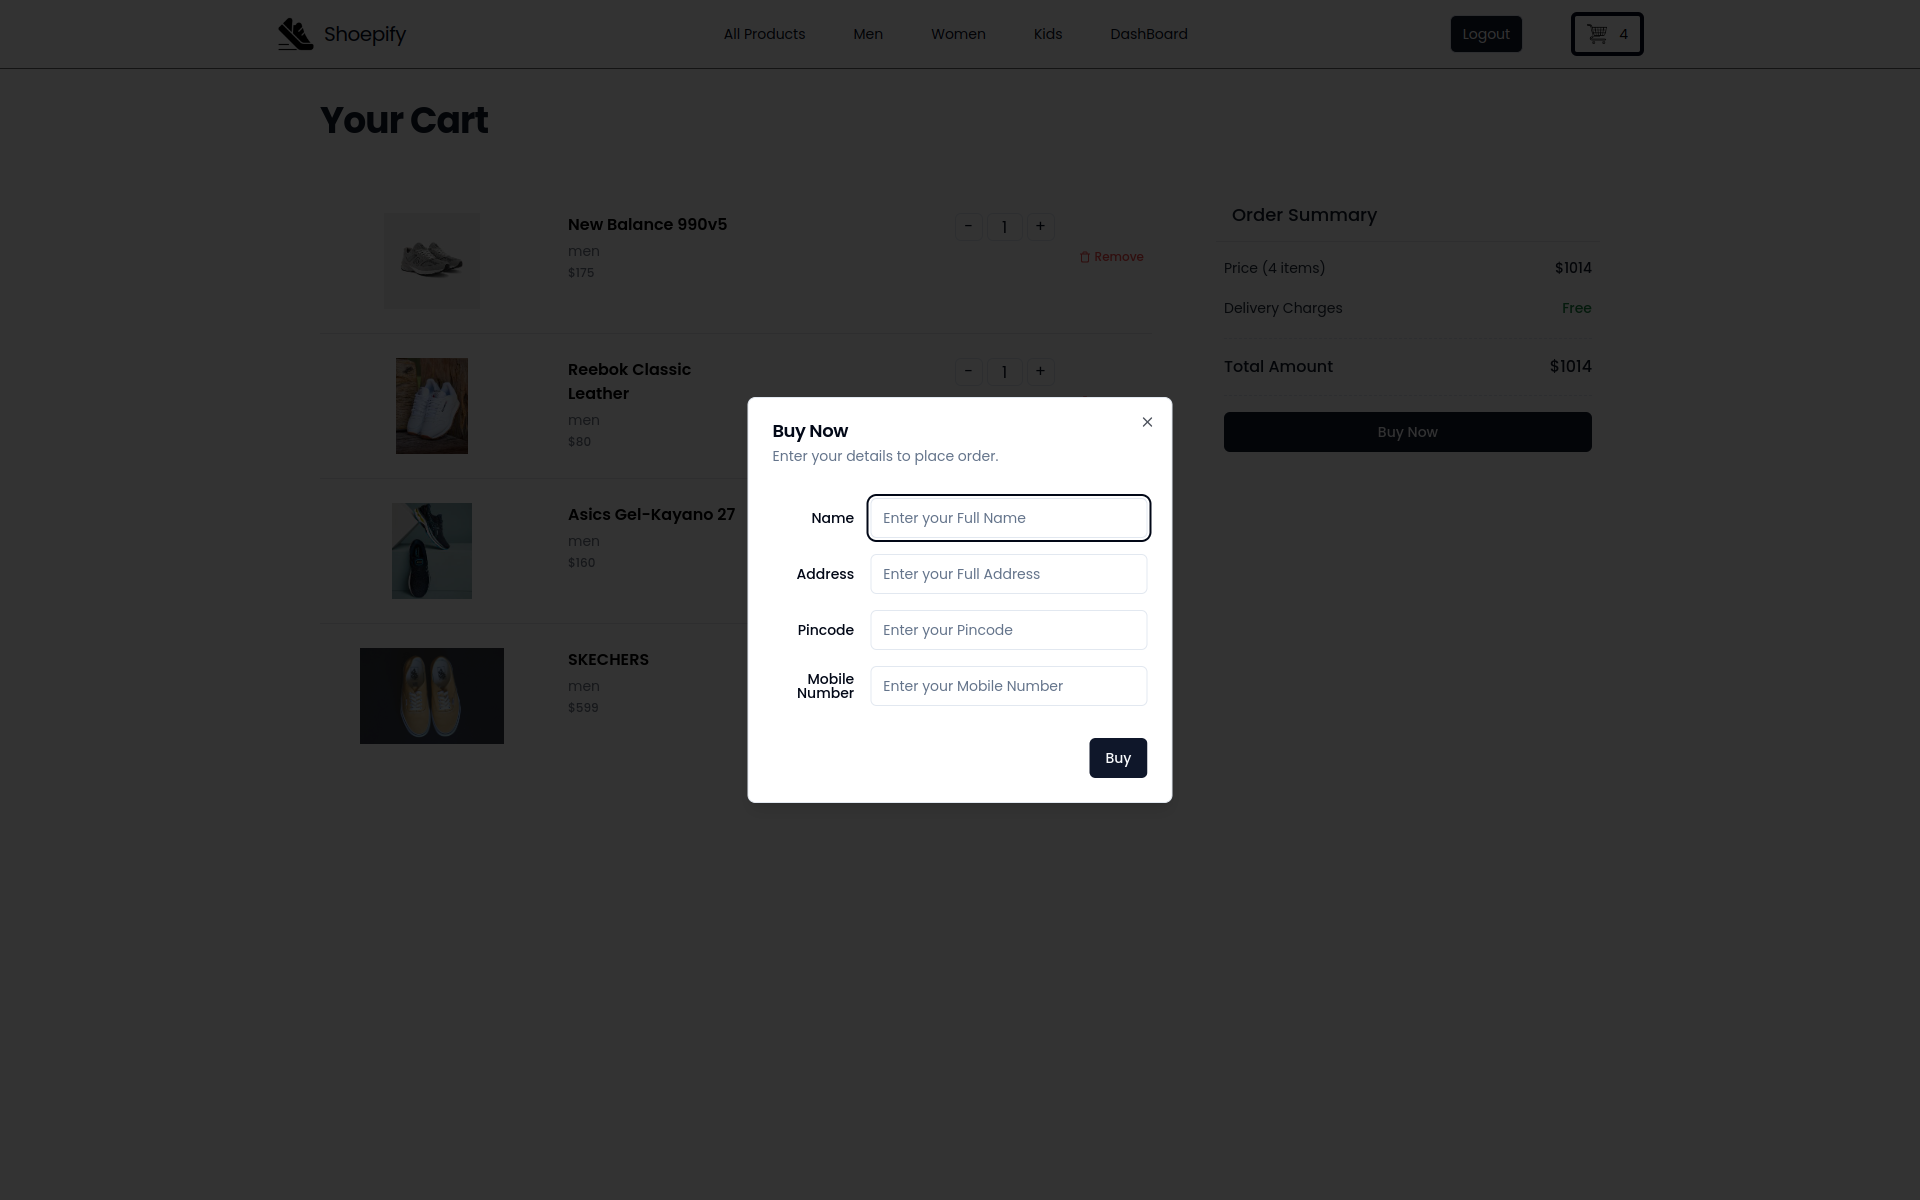 Shoepify
All Products
Men
Women
Kids
DashBoard
Logout
4
Your Cart
New Balance 990v5
men
$175
-
1
+
Remove
Reebok Classic
Leather
men
$80
-
1
+
Asics Gel-Kayano 27
men
$160
SKECHERS
men
$599
Order Summary
Price (4 items)
$1014
Delivery Charges
Free
Total Amount
$1014
Buy Now
Buy Now
Enter your details to place order.
Name
Enter your Full Name
Address
Enter your Full Address
Pincode
Enter your Pincode
Mobile
Number
Enter your Mobile Number
Buy